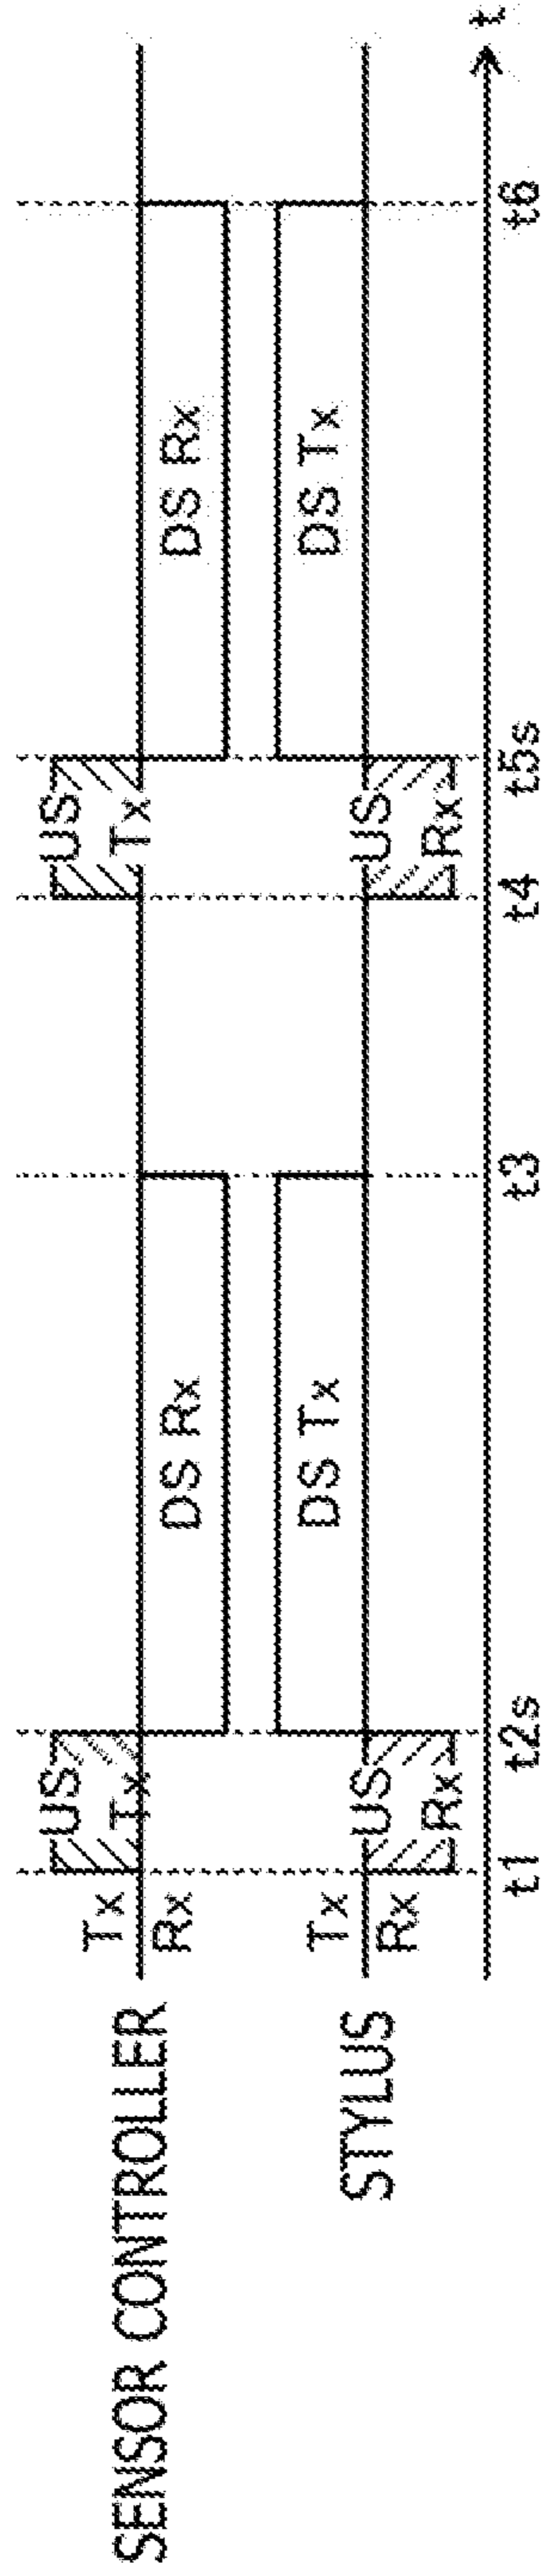 SENSOR CONTROLLER
Tx
Rx
US
Tx
DS Rx
US
Tx
DS Rx
STYLUS
Tx
Rx
US
Rx
DS Tx
US
Rx
DS Tx
t1
t2s
t3
t4
t5s
t6
t